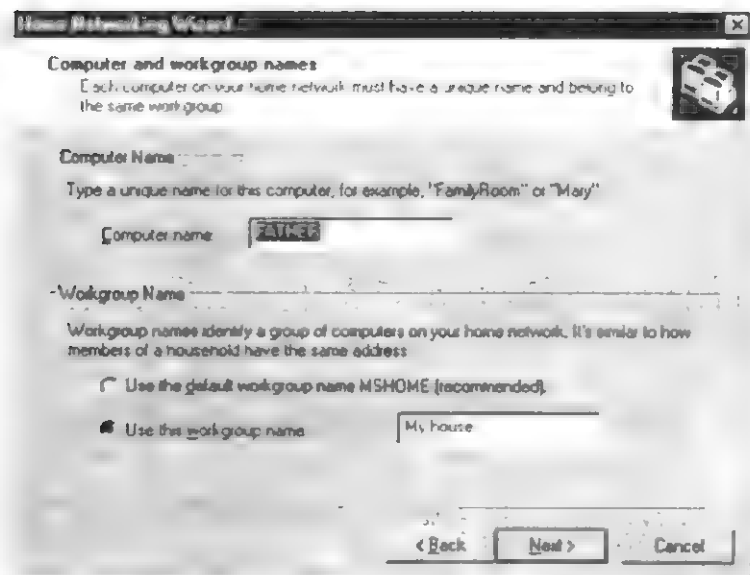 Home Networking Wizard
Computer and workgroup names
Each computer on your home network must have a unique name and belong to
the same workgroup
Computer Name
Type a unique name for this computer, for example, "FamilyRoom" or "Mary"
Computer name
FATHER
Workgroup Name
Workgroup names identify a group of computers on your home network. It's similar to how
members of a household have the same address
Use the default workgroup name MSHOME (recommended).
Use this workgroup name
My house
< Back
Next >
Cancel